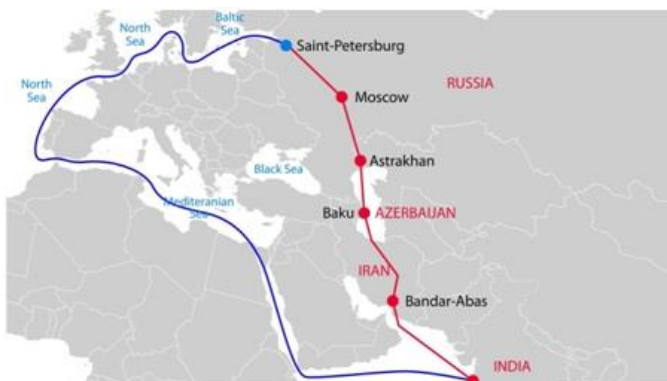 North
Sea
Baltic
Sea
Saint-Petersburg
North
Sea
RUSSIA
Moscow
Astrakhan
Black Sea
Mediteranian
Sea
Baku
AZERBAIJAN
IRAN
Bandar-Abas
INDIA